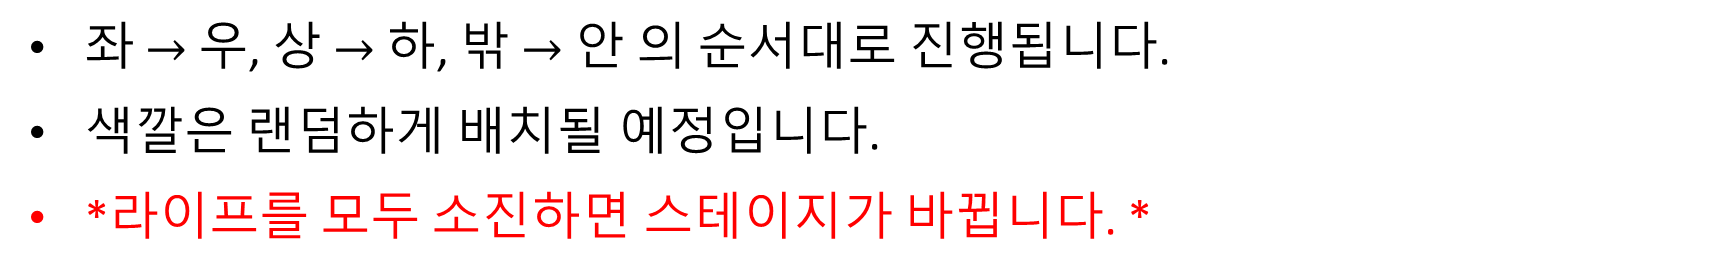 • 좌 → 우, 상 → 하, 밖 → 안 의 순서대로 진행됩니다.
• 색깔은 랜덤하게 배치될 예정입니다.
• *라이프를 모두 소진하면 스테이지가 바뀝니다. *